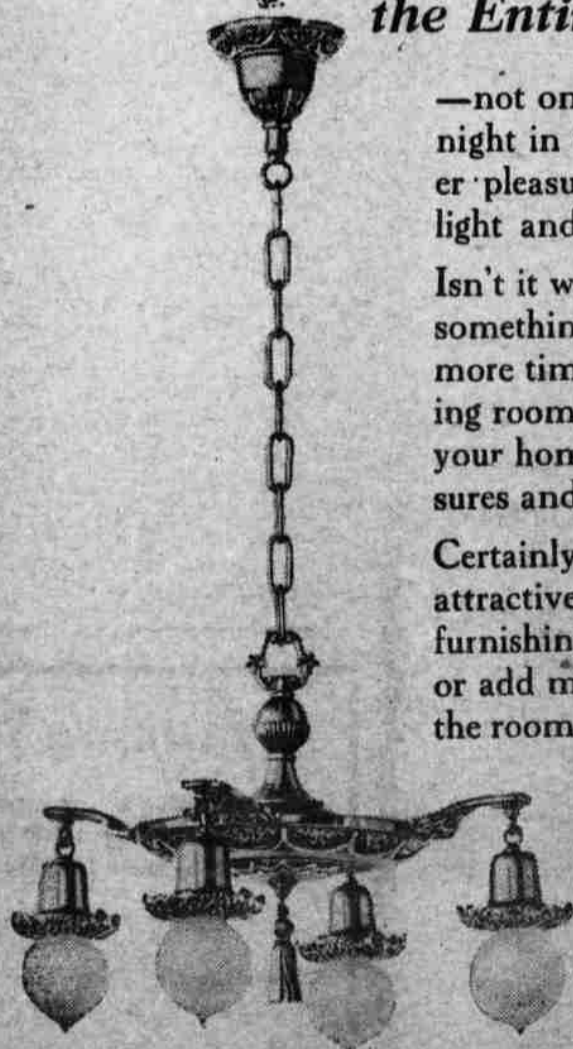 the Enti
—not on
night in
er pleasu
light and
Isn't it w
somethin
more tim
ing room
your hom
sures and
Certainly
attractive
furnishin
or add m
the room